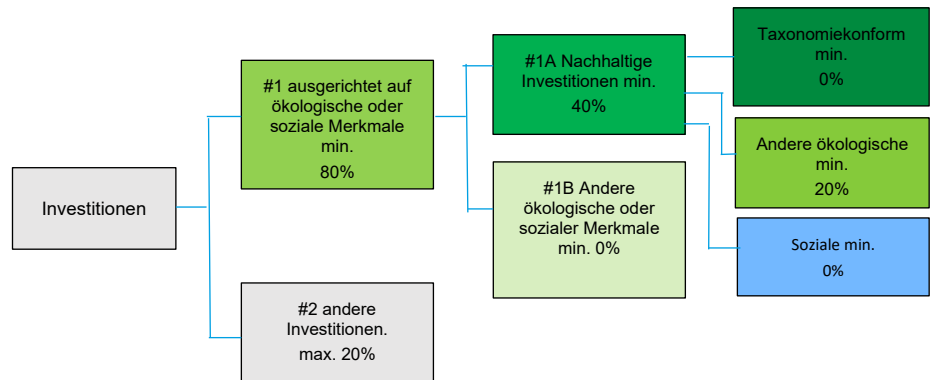 Investitionen
#1 ausgerichtet auf
ökologische oder
soziale Merkmale
min.
80%
#2 andere
Investitionen.
max. 20%
#1A Nachhaltige
Investitionen min.
40%
#1B Andere
ökologische oder
sozialer Merkmale
min. 0%
Taxonomiekonform
min.
0%
Andere ökologische
min.
20%
Soziale min.
0%